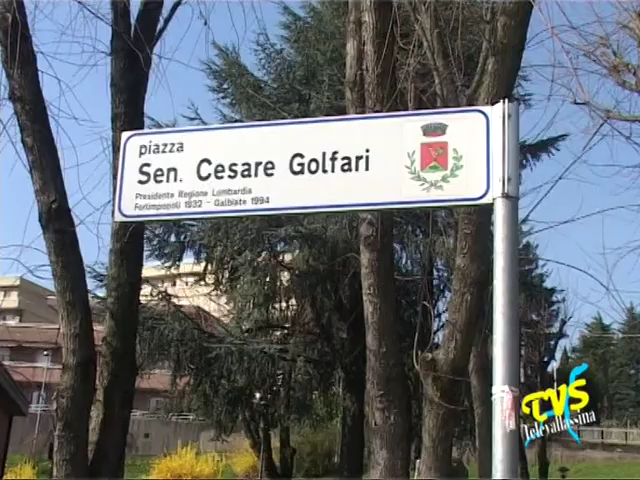 piazza
Sen. Cesare Golfari
Presidente Regione Lombardia
Forlimpopoli 1932 - Galbiate 1994
TVS
Televallassina